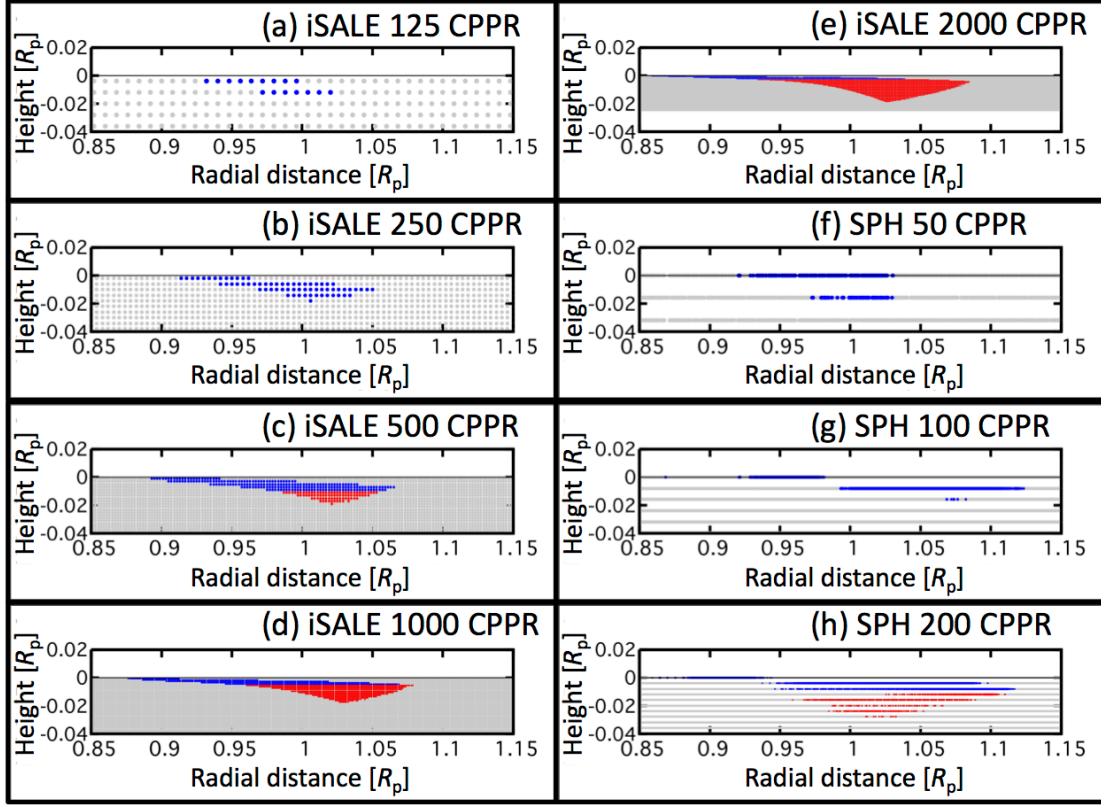 (a) iSALE 125 CPPR
Height [Rp]
0.02
0
-0.02
-0.04
0.85 0.9 0.95 1 1.05 1.1 1.15
Radial distance [Rp]
(b) iSALE 250 CPPR
Height [Rp]
0.02
0
-0.02
-0.04
0.85 0.9 0.95 1 1.05 1.1 1.15
Radial distance [Rp]
(c) iSALE 500 CPPR
Height [Rp]
0.02
0
-0.02
-0.04
0.85 0.9 0.95 1 1.05 1.1 1.15
Radial distance [Rp]
(d) iSALE 1000 CPPR
Height [Rp]
0.02
0
-0.02
-0.04
0.85 0.9 0.95 1 1.05 1.1 1.15
Radial distance [Rp]
(e) iSALE 2000 CPPR
Height [Rp]
0.02
0
-0.02
-0.04
0.85 0.9 0.95 1 1.05 1.1 1.15
Radial distance [Rp]
(f) SPH 50 CPPR
Height [Rp]
0.02
0
-0.02
-0.04
0.85 0.9 0.95 1 1.05 1.1 1.15
Radial distance [Rp]
(g) SPH 100 CPPR
Height [Rp]
0.02
0
-0.02
-0.04
0.85 0.9 0.95 1 1.05 1.1 1.15
Radial distance [Rp]
(h) SPH 200 CPPR
Height [Rp]
0.02
0
-0.02
-0.04
0.85 0.9 0.95 1 1.05 1.1 1.15
Radial distance [Rp]